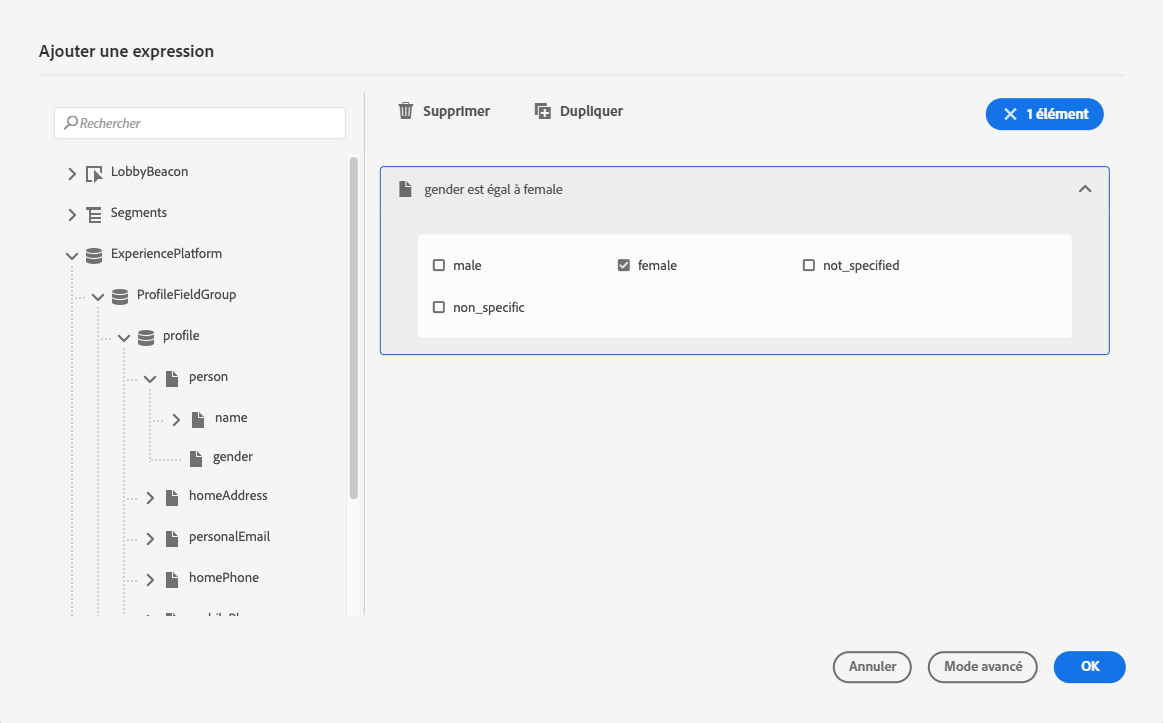 Ajouter une expression
Rechercher
LobbyBeacon
Segments
ExperiencePlatform
ProfileFieldGroup
profile
person
name
gender
homeAddress
personalEmail
homePhone
Supprimer
Dupliquer
1 élément
gender est égal à female
male
female
not_specified
non_specific
Annuler
Mode avancé
OK